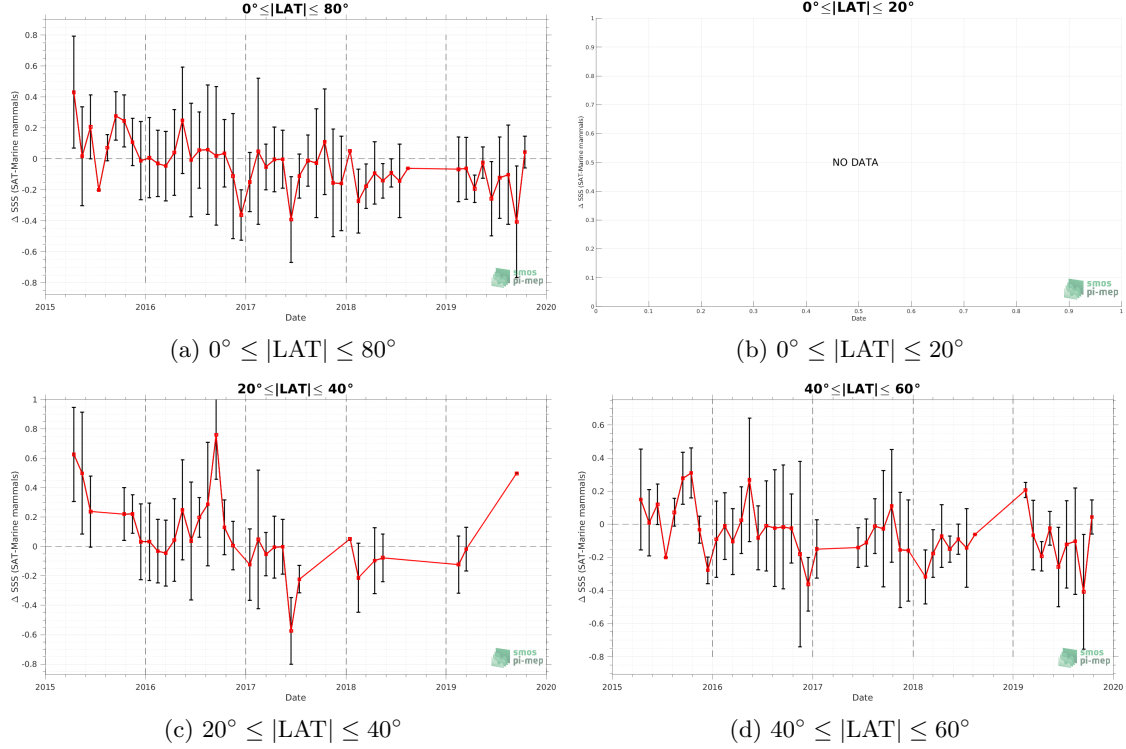 0°≤|LAT|≤ 80°
Δ SSS (SAT-Marine mammals)
0.8
0.6
0.4
0.2
0
-0.2
-0.4
-0.6
-0.8
2015 2016 2017 2018 2019 2020
Date
smos
pi-mep
(a) 0° ≤ |LAT| ≤ 80°
0°≤|LAT|≤ 20°
Δ SSS (SAT-Marine mammals)
1
0.9
0.8
0.7
0.6
0.5
0.4
0.3
0.2
0.1
0
NO DATA
0 0.1 0.2 0.3 0.4 0.5 0.6 0.7 0.8 0.9 1
Date
smos
pi-mep
(b) 0° ≤ |LAT| ≤ 20°
20°≤|LAT|≤ 40°
Δ SSS (SAT-Marine mammals)
1
0.8
0.6
0.4
0.2
0
-0.2
-0.4
-0.6
-0.8
2015 2016 2017 2018 2019 2020
Date
smos
pi-mep
(c) 20° ≤ |LAT| ≤ 40°
40°≤|LAT|≤ 60°
Δ SSS (SAT-Marine mammals)
0.6
0.4
0.2
0
-0.2
-0.4
-0.6
-0.8
2015 2016 2017 2018 2019 2020
Date
smos
pi-mep
(d) 40° ≤ |LAT| ≤ 60°